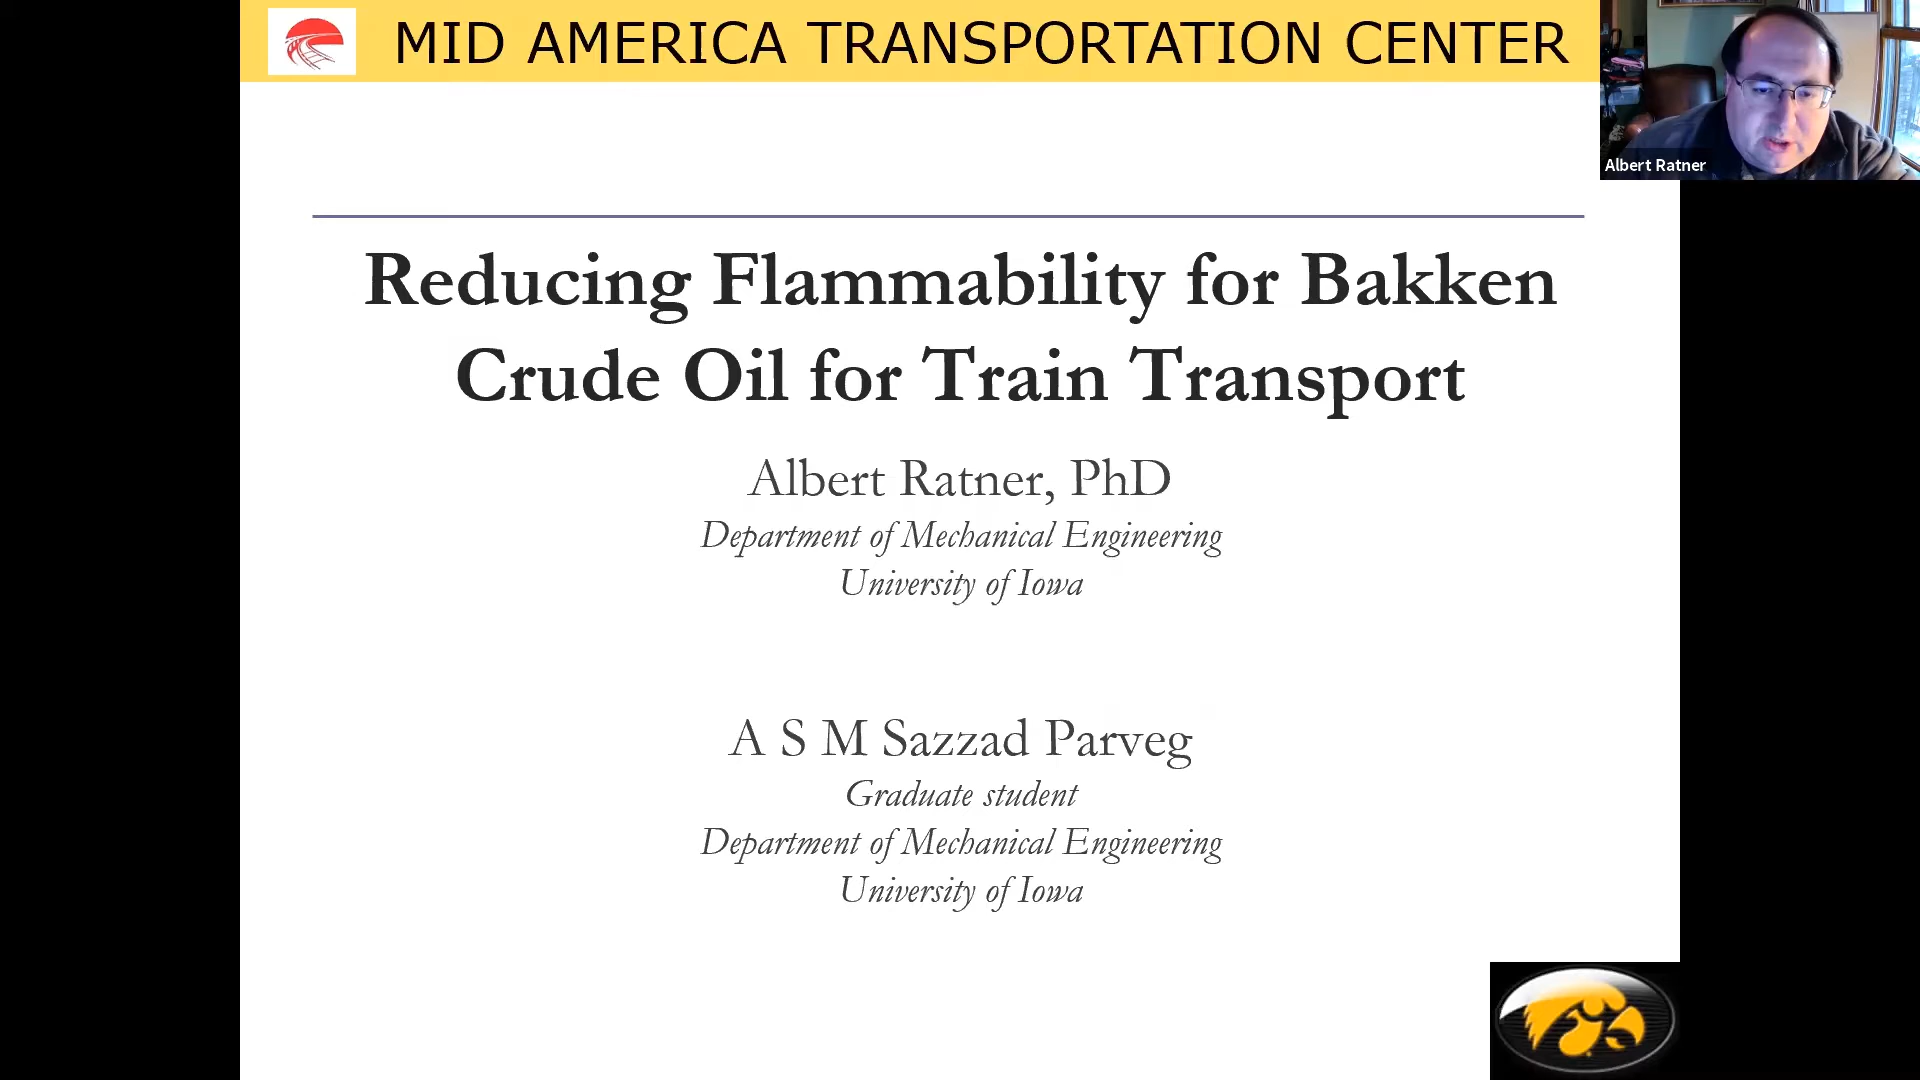 MID AMERICA TRANSPORTATION CENTER
Albert Ratner
Reducing Flammability for Bakken
Crude Oil for Train Transport
Albert Ratner, PhD
Department of Mechanical Engineering
University of Iowa
A S M Sazzad Parveg
Graduate student
Department of Mechanical Engineering
University of Iowa